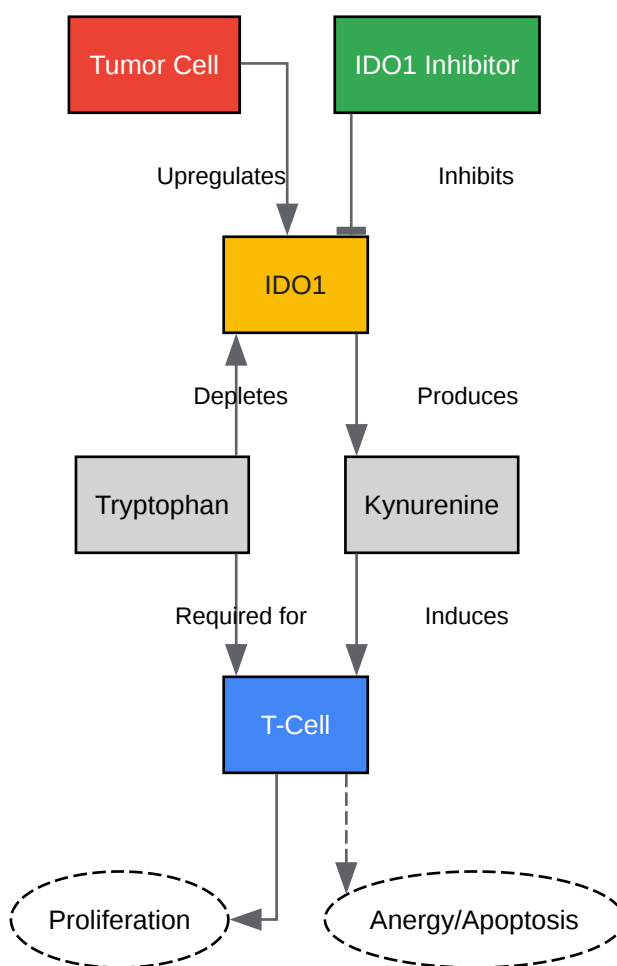 Tumor Cell
IDO1 Inhibitor
Upregulates
Inhibits
IDO1
Depletes
Produces
Tryptophan
Kynurenine
Required for
Induces
T-Cell
Proliferation
Anergy/Apoptosis